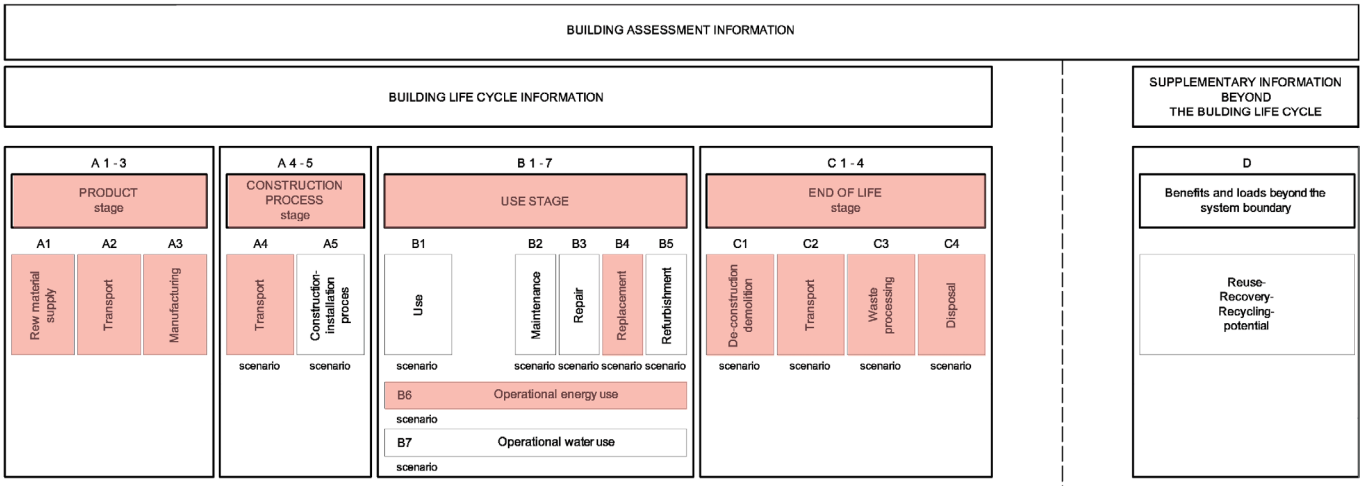 BUILDING ASSESSMENT INFORMATION
BUILDING LIFE CYCLE INFORMATION
SUPPLEMENTARY INFORMATION
BEYOND
THE BULDING LIFE CYCLE
A 1 - 3
PRODUCT
stage
A1
A2
A3
Rew material
supply
Transport
Manufacturing
A 4 - 5
CONSTRUCTION
PROCESS
stage
A4
A5
Transport
Construction-
installation
proces
scenario
scenario
B 1 - 7
USE STAGE
B1
B2
B3
B4
B5
Use
Maintenance
Repair
Replacement
Refurbishment
scenario
scenario
scenario
scenario
scenario
B6
Operational energy use
scenario
B7
Operational water use
scenario
C 1 - 4
END OF LIFE
stage
C1
C2
C3
C4
De-construction
demolition
Transport
Waste
processing
Disposal
scenario
scenario
scenario
scenario
D
Benefits and loads beyond the
system boundary
Reuse-
Recovery-
Recycling-
potential